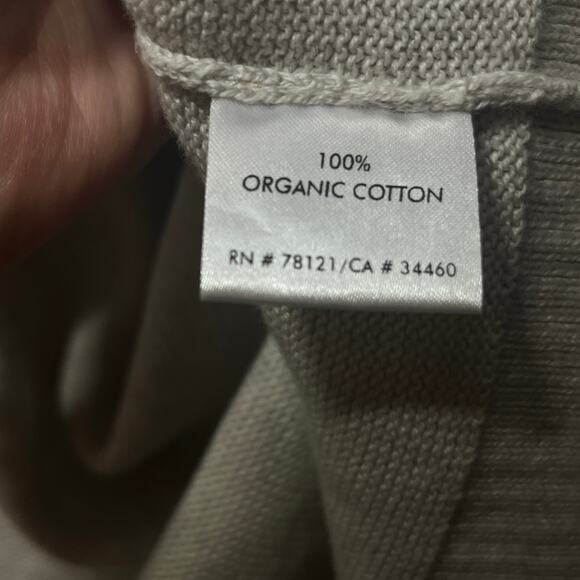 100%
ORGANIC COTTON
RN # 78121/CA # 34460